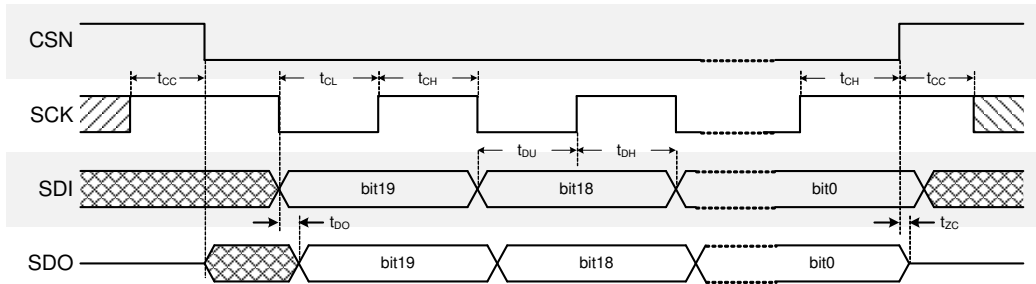 CSN
tCC tCL tCH tCH tCC
SCK
tDU tDH
SDI bit19 bit18 bit0
tDO tZC
SDO bit19 bit18 bit0